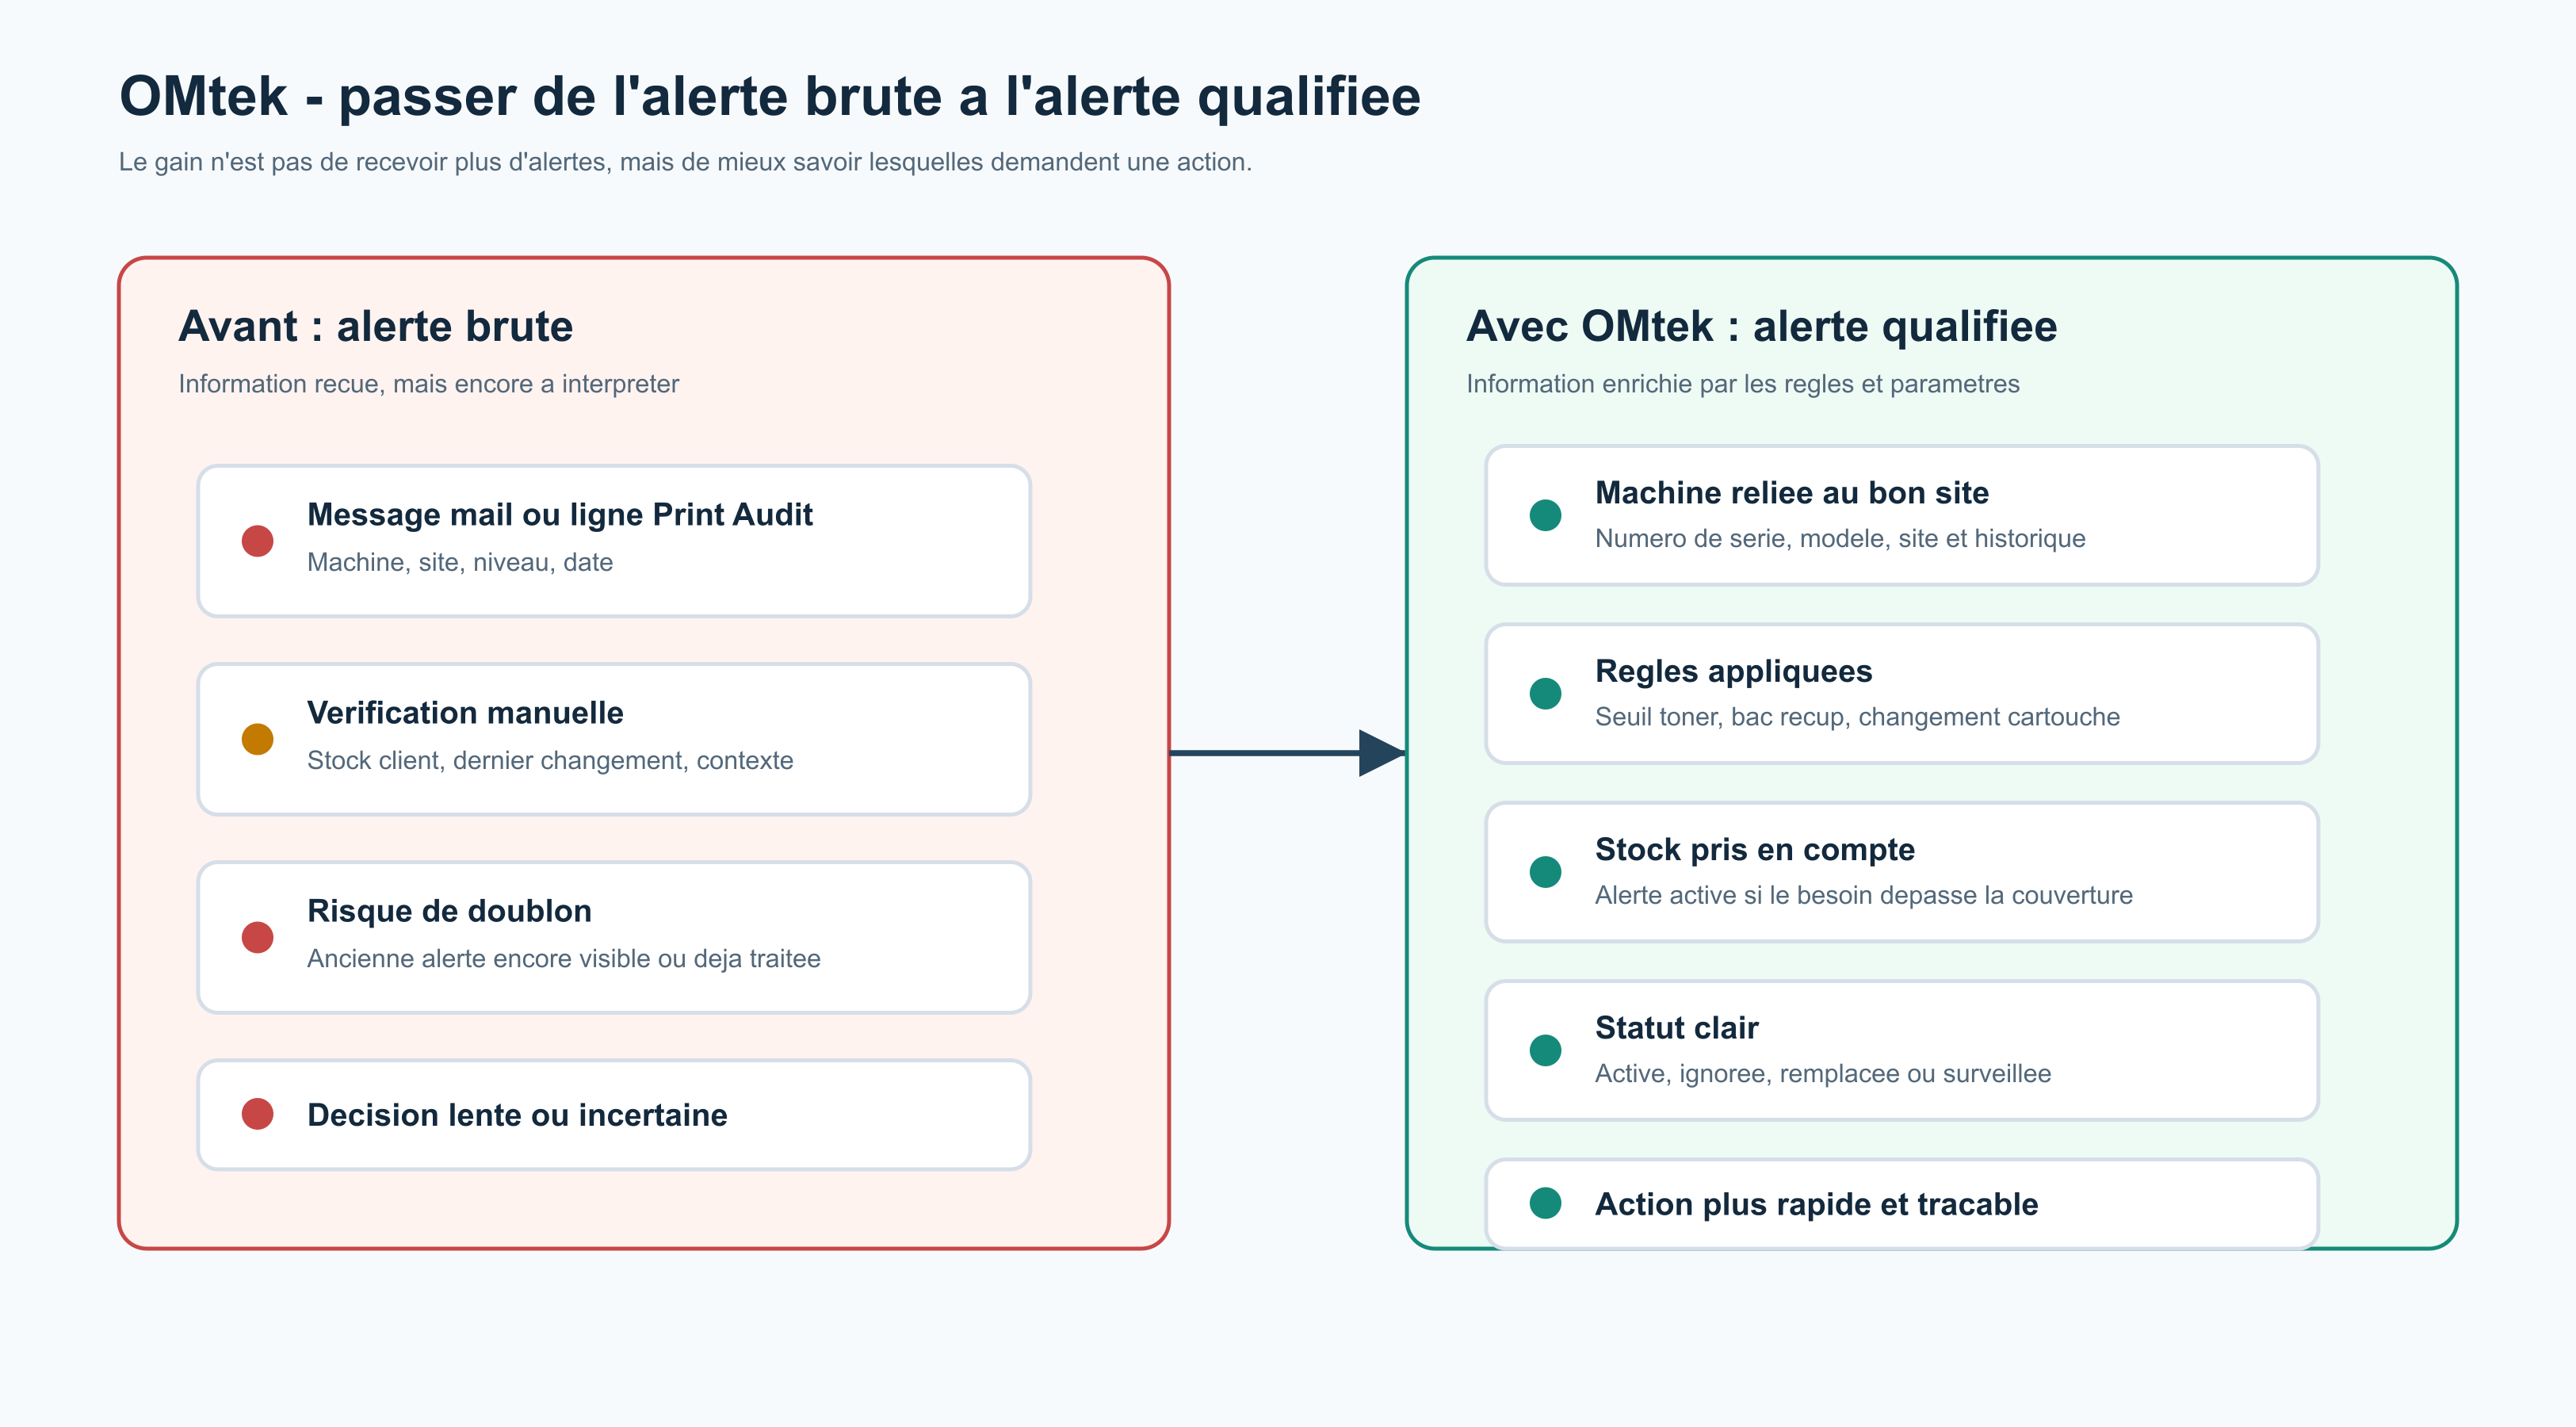 OMtek - passer de l'alerte brute a l'alerte qualifiee
Le gain n'est pas de recevoir plus d'alertes, mais de mieux savoir lesquelles demandent une action.
Avant : alerte brute
Information recue, mais encore a interpreter
Message mail ou ligne Print Audit
Machine, site, niveau, date
Verification manuelle
Stock client, dernier changement, contexte
Risque de doublon
Ancienne alerte encore visible ou deja traitee
Decision lente ou incertaine
Avec OMtek : alerte qualifiee
Information enrichie par les regles et parametres
Machine reliee au bon site
Numero de serie, modele, site et historique
Regles appliquees
Seuil toner, bac recup, changement cartouche
Stock pris en compte
Alerte active si le besoin depasse la couverture
Statut clair
Active, ignoree, remplacee ou surveillee
Action plus rapide et tracable